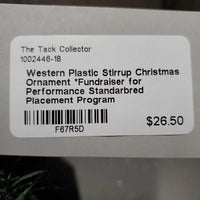 The Tack Collector
1002446-18
Western Plastic Stirrup Christmas
Ornament *Fundraiser for
Performance Standarbred
Placement Program
$26.50
F67R5D